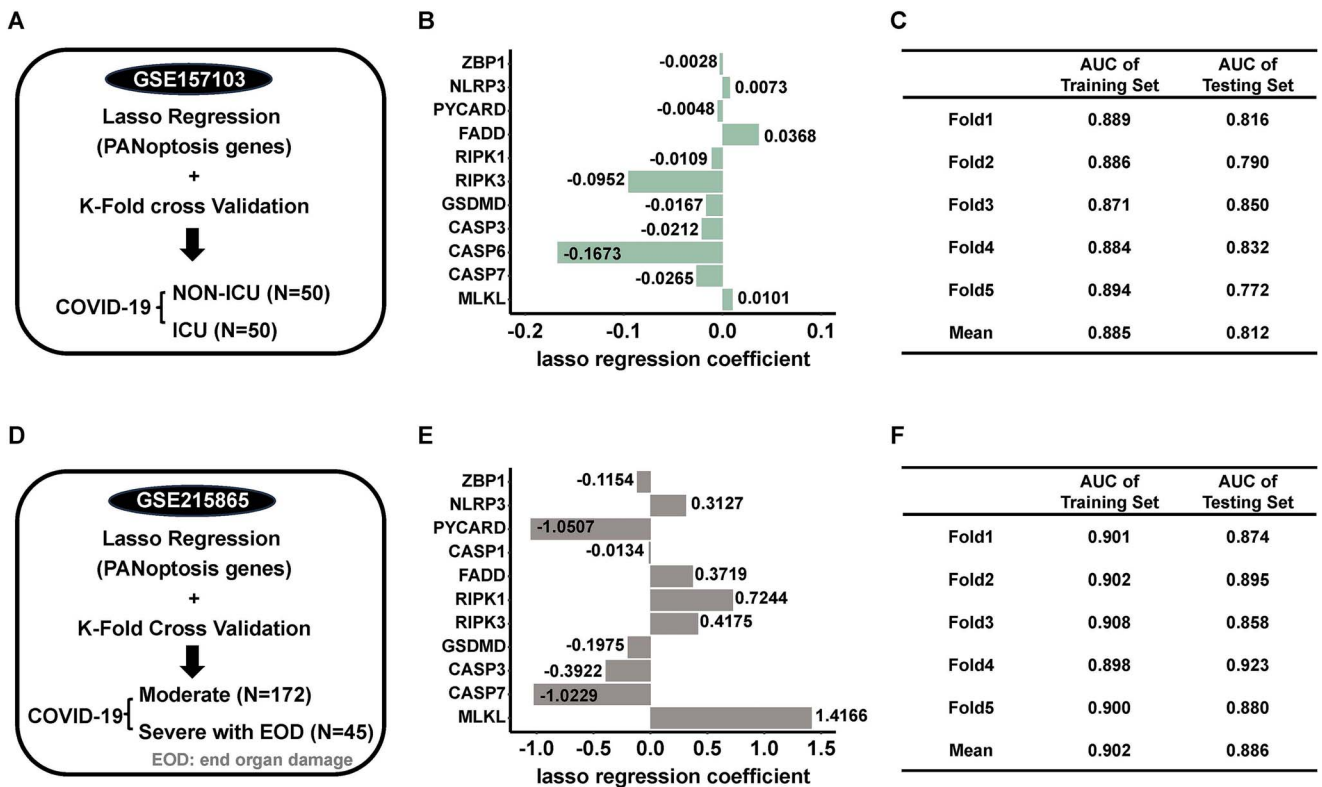 A
GSE157103
Lasso Regression
(PANoptosis genes)
+
K-Fold cross Validation
COVID-19
NON-ICU (N=50)
ICU (N=50)
B
ZBP1 -0.0028
NLRP3 0.0073
PYCARD -0.0048
FADD 0.0368
RIPK1 -0.0109
RIPK3 -0.0952
GSDMD -0.0167
CASP3 -0.0212
CASP6 -0.1673
CASP7 -0.0265
MLKL 0.0101
-0.2 -0.1 0.0 0.1
lasso regression coefficient
C
AUC of Training Set AUC of Testing Set
Fold1 0.889 0.816
Fold2 0.886 0.790
Fold3 0.871 0.850
Fold4 0.884 0.832
Fold5 0.894 0.772
Mean 0.885 0.812
D
GSE215865
Lasso Regression
(PANoptosis genes)
+
K-Fold Cross Validation
COVID-19
Moderate (N=172)
Severe with EOD (N=45)
EOD: end organ damage
E
ZBP1 -0.1154
NLRP3 0.3127
PYCARD -1.0507
CASP1 -0.0134
FADD 0.3719
RIPK1 0.7244
RIPK3 0.4175
GSDMD -0.1975
CASP3 -0.3922
CASP7 -1.0229
MLKL 1.4166
-1.0 -0.5 0.0 0.5 1.0 1.5
lasso regression coefficient
F
AUC of Training Set AUC of Testing Set
Fold1 0.901 0.874
Fold2 0.902 0.895
Fold3 0.908 0.858
Fold4 0.898 0.923
Fold5 0.900 0.880
Mean 0.902 0.886